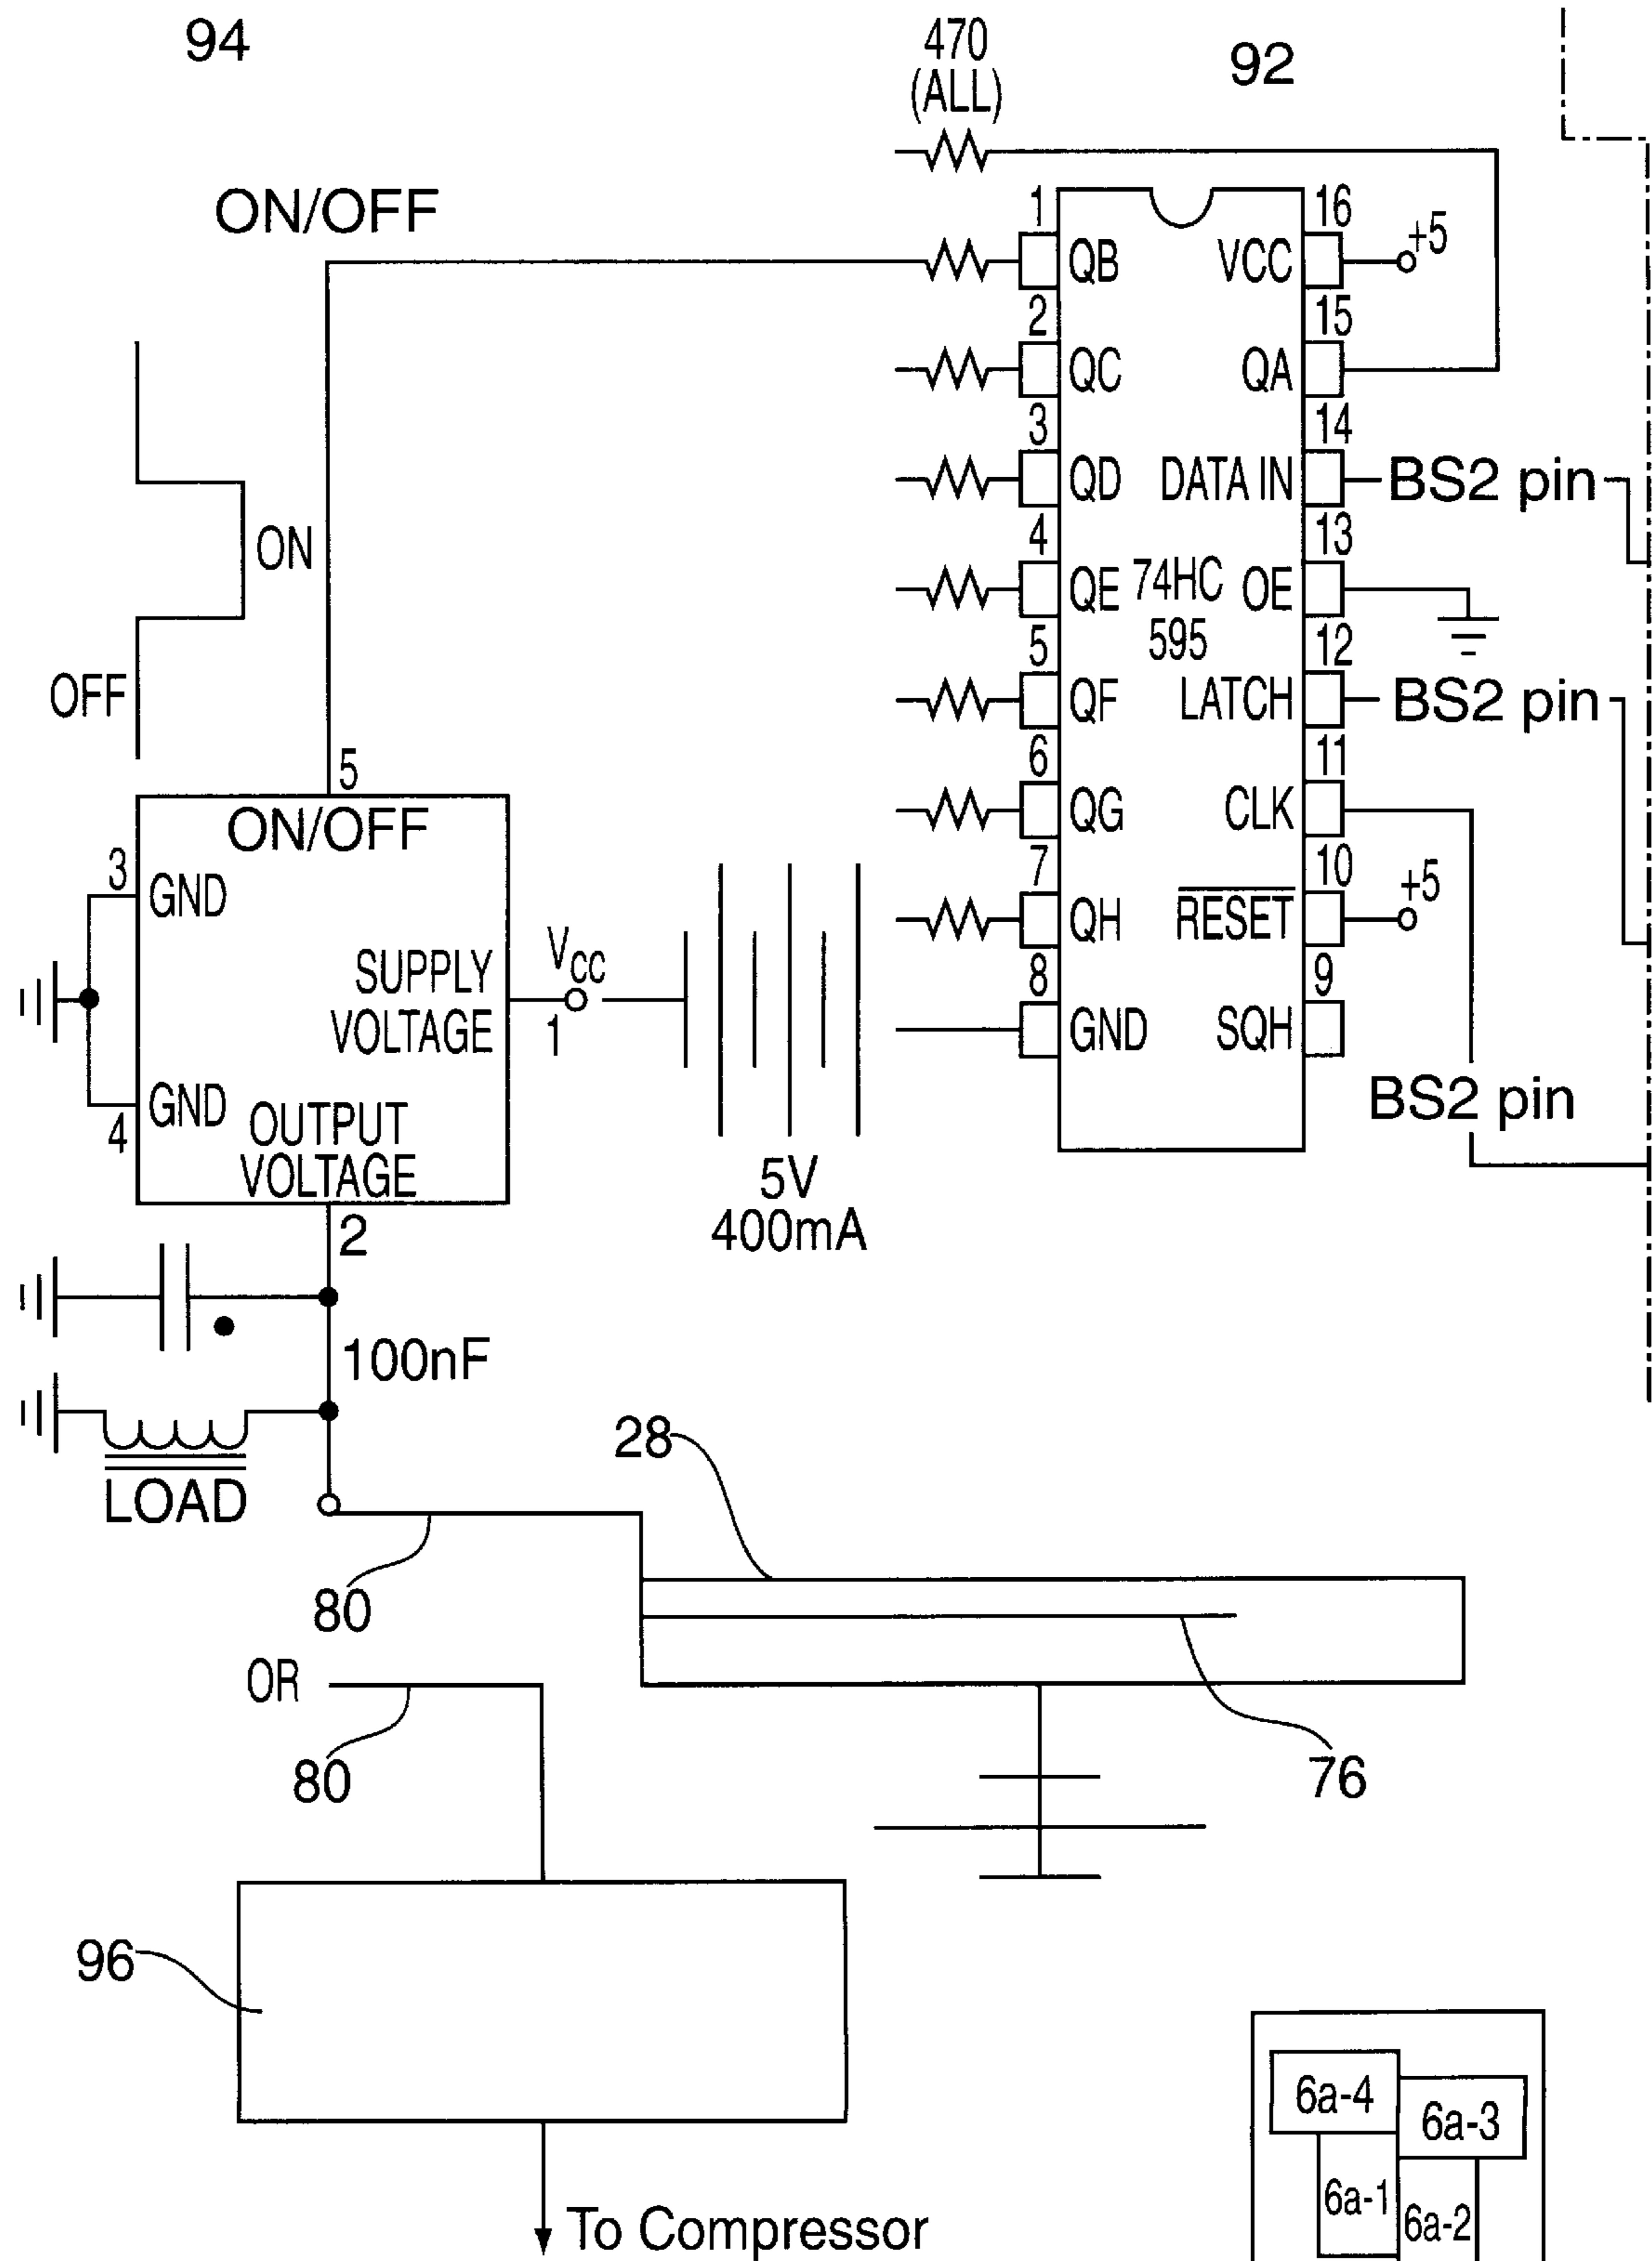 94
470
(ALL)
92
ON/OFF
1
QB
VCC
16
+5
2
QC
QA
15
3
QD
DATA IN
14
BS2 pin
ON
4
QE
74HC
595
OE
13
5
QF
LATCH
12
BS2 pin
OFF
6
QG
CLK
11
7
QH
RESET
10
+5
8
GND
SQH
9
BS2 pin
5
ON/OFF
3
GND
SUPPLY
VOLTAGE
VCC
1
4
GND
OUTPUT
VOLTAGE
2
5V
400mA
100nF
LOAD
28
80
OR
80
76
96
To Compressor
6a-4
6a-3
6a-1
6a-2